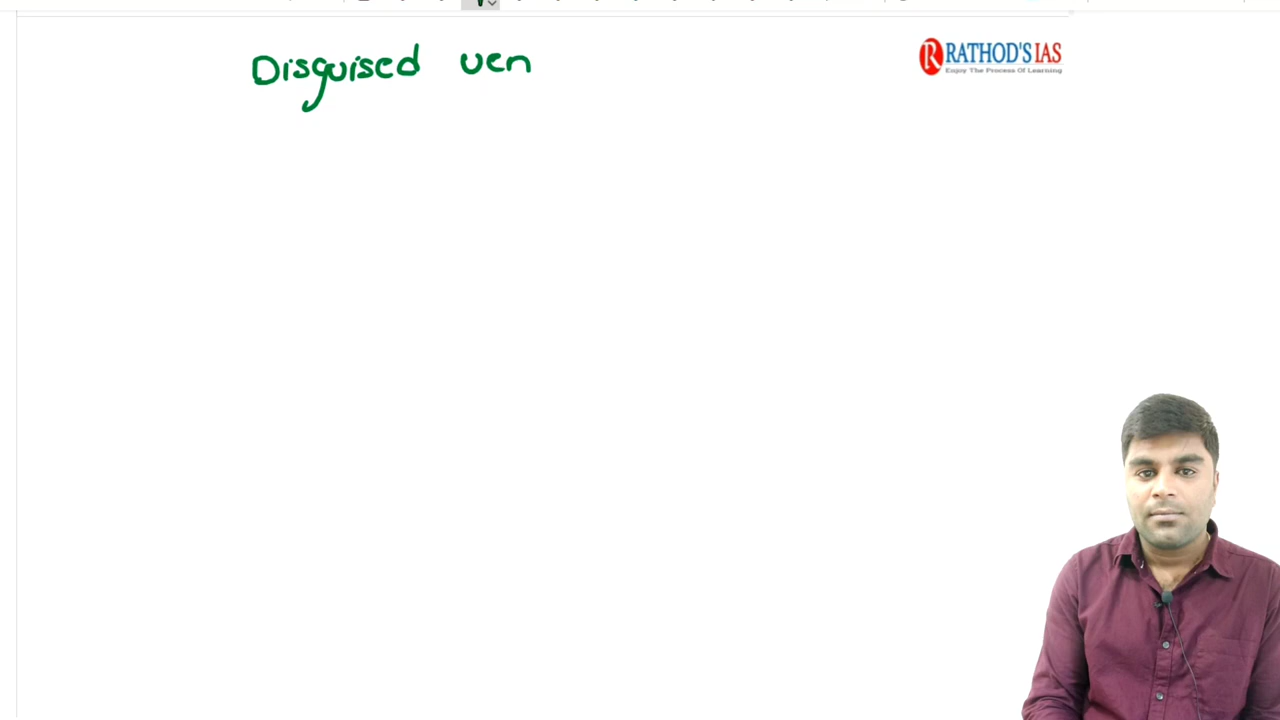 Disguised uen
RATHOD'S IAS
Enjoy The Process Of Learning